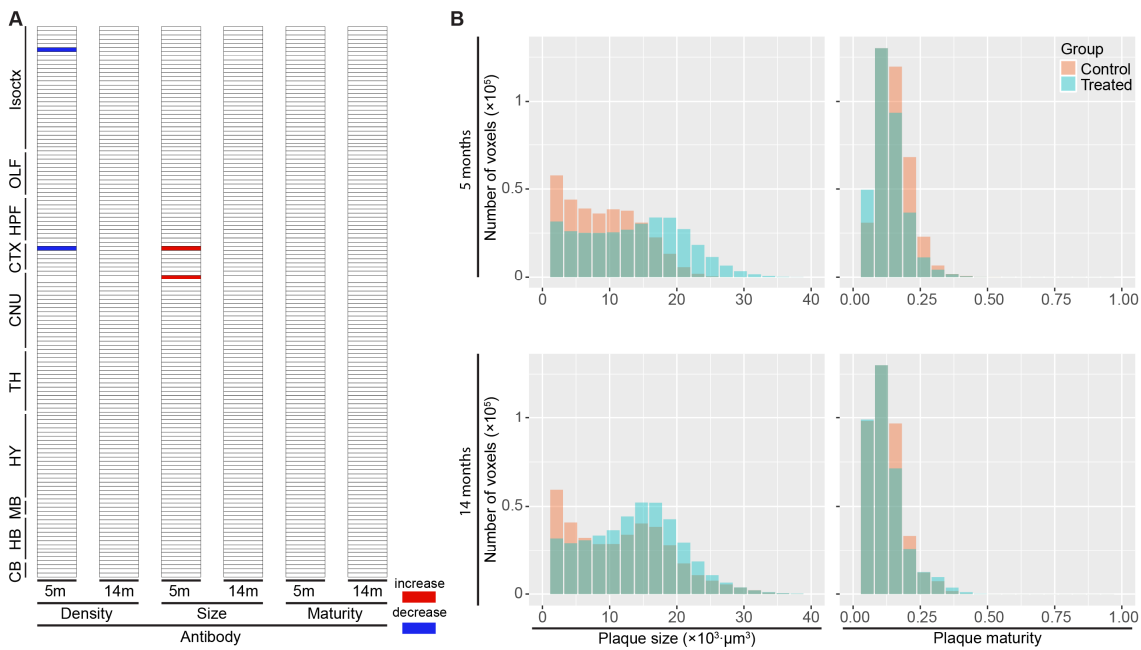 A
Isoctx
OLF
HPF
CTX
CNU
TH
HY
MB
HB
CB
5m 14m 5m 14m 5m 14m
Density Size Maturity
Antibody
increase
decrease
B
5 months
Number of voxels (×10⁵)
1
0.5
0
0 10 20 30 40
0.00 0.25 0.50 0.75 1.00
Group
Control
Treated
14 months
Number of voxels (×10⁵)
1
0.5
0
0 10 20 30 40
0.00 0.25 0.50 0.75 1.00
Plaque size (×10³·µm³)
Plaque maturity